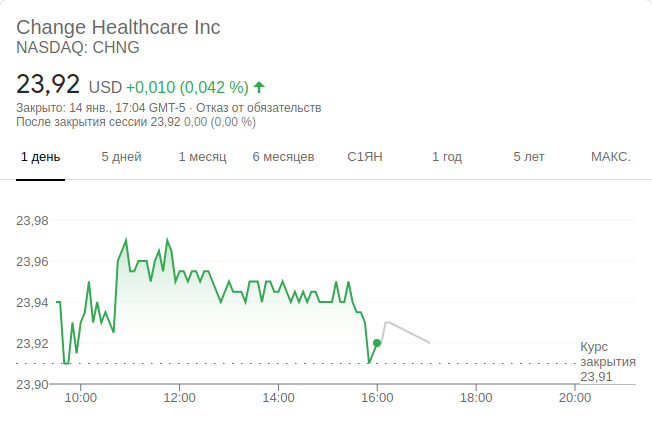 Change Healthcare Inc
NASDAQ: CHNG
23,92 USD +0,010 (0,042 %)
Закрыто: 14 янв., 17:04 GMT-5 · Отказ от обязательств
После закрытия сессии 23,92 0,00 (0,00 %)
1 день 5 дней 1 месяц 6 месяцев С1ЯН 1 год 5 лет МАКС.
23,98
23,96
23,94
23,92
23,90
Курс
закрытия
23,91
10:00 12:00 14:00 16:00 18:00 20:00